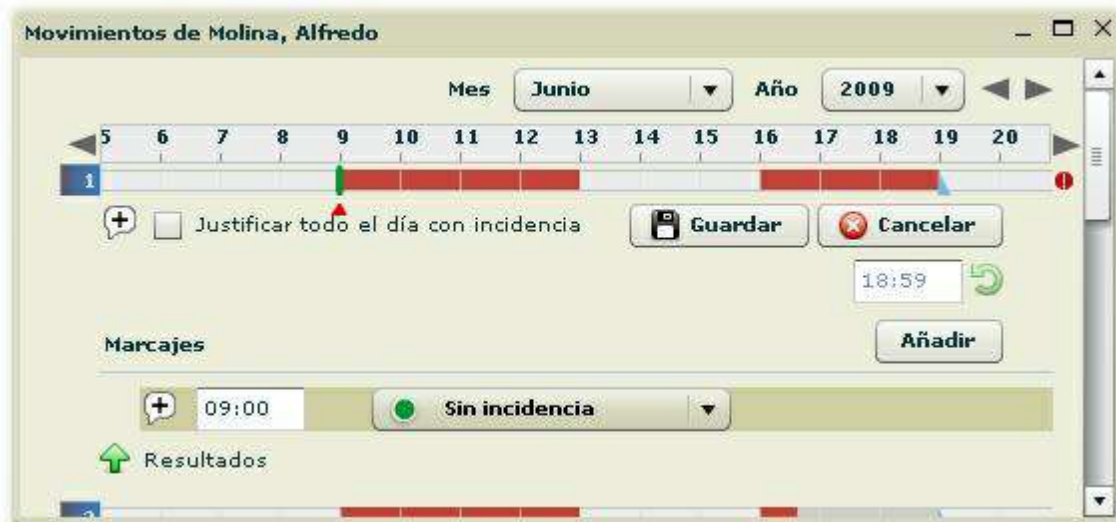 Movimientos de Molina, Alfredo
Mes Junio Año 2009
5 6 7 8 9 10 11 12 13 14 15 16 17 18 19 20
1
Justificar todo el día con incidencia Guardar Cancelar
18:59
Marcajes Añadir
09:00 Sin incidencia
Resultados